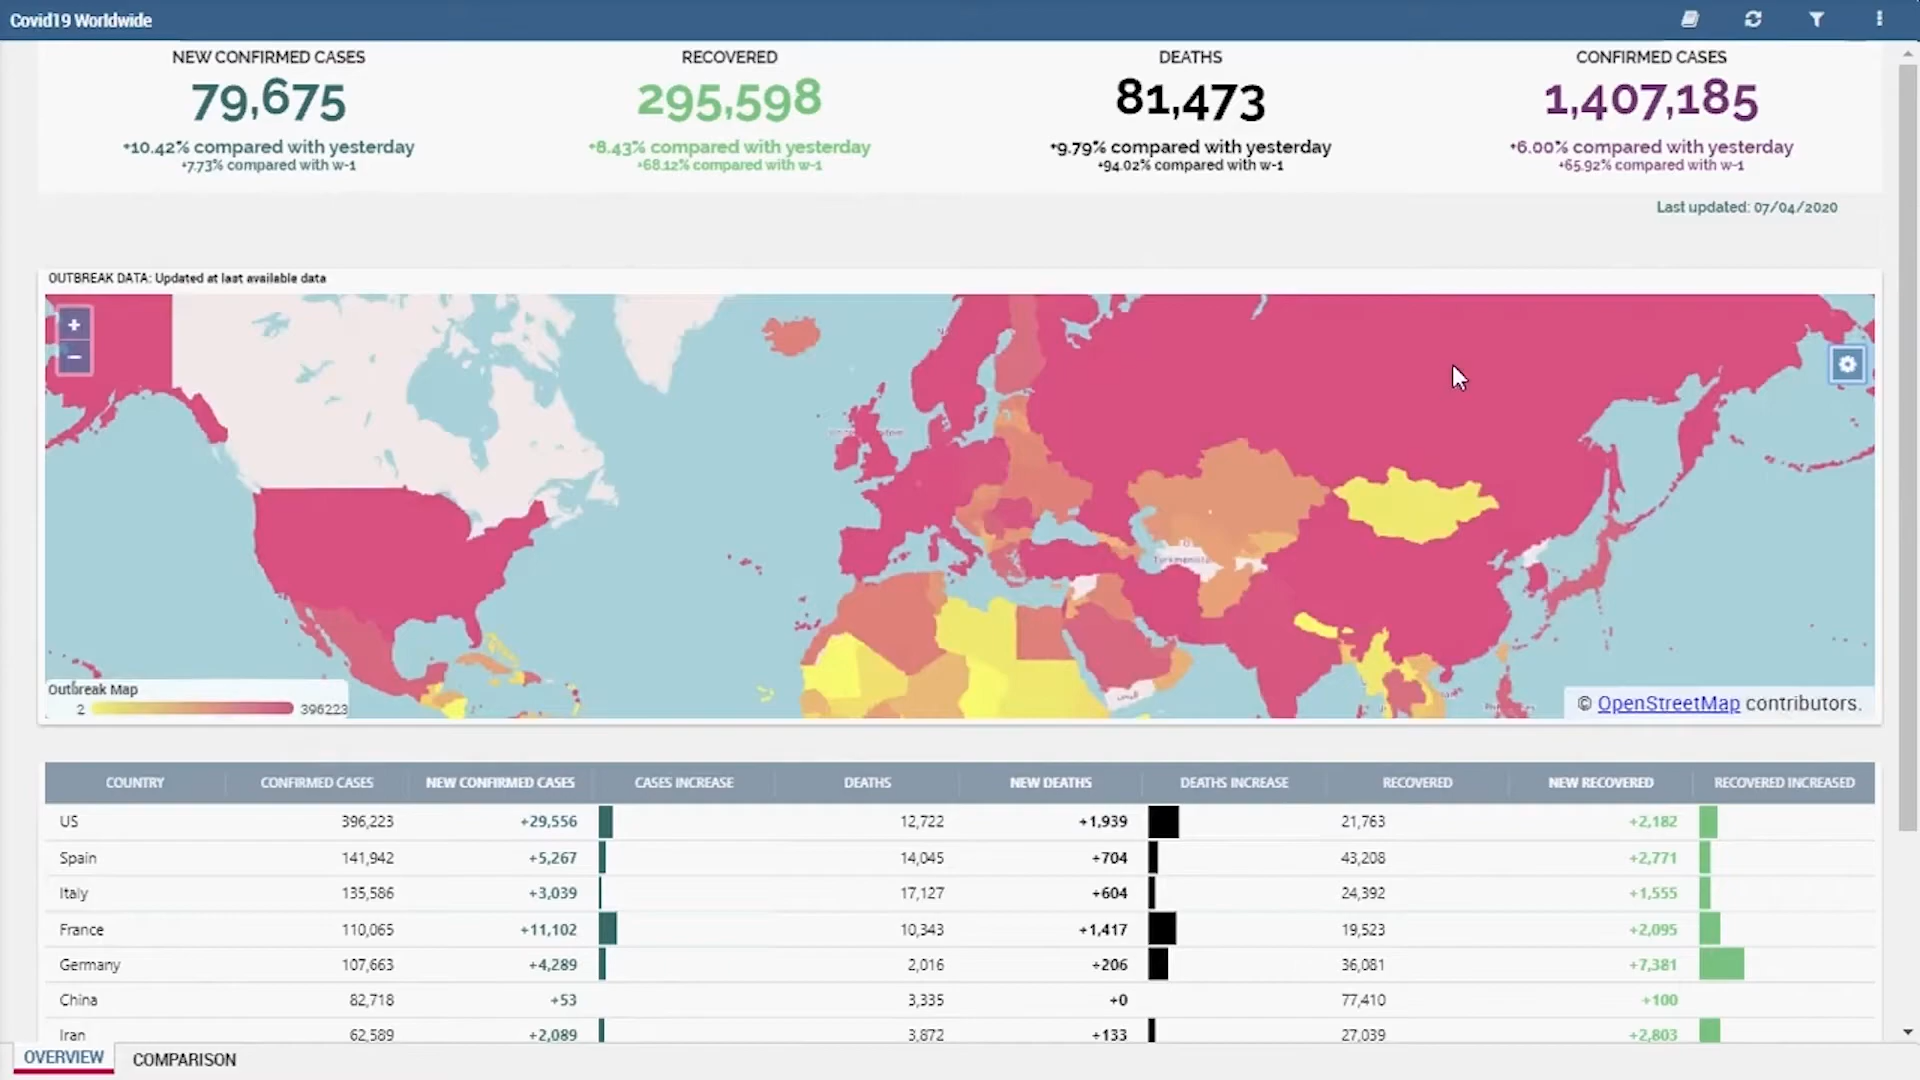 Covid19 Worldwide
NEW CONFIRMED CASES
79,675
+10.42% compared with yesterday
+7.73% compared with w-1
RECOVERED
295,598
+8.43% compared with yesterday
+68.12% compared with w-1
DEATHS
81,473
+9.79% compared with yesterday
+94.02% compared with w-1
CONFIRMED CASES
1,407,185
+6.00% compared with yesterday
+65.92% compared with w-1
Last updated: 07/04/2020
OUTBREAK DATA: Updated at last available data
+
−
Turkmenistan
Outbreak Map
2 396223
© OpenStreetMap contributors.
COUNTRY CONFIRMED CASES NEW CONFIRMED CASES CASES INCREASE DEATHS NEW DEATHS DEATHS INCREASE RECOVERED NEW RECOVERED RECOVERED INCREASED
US 396,223 +29,556 12,722 +1,939 21,763 +2,182
Spain 141,942 +5,267 14,045 +704 43,208 +2,771
Italy 135,586 +3,039 17,127 +604 24,392 +1,555
France 110,065 +11,102 10,343 +1,417 19,523 +2,095
Germany 107,663 +4,289 2,016 +206 36,081 +7,381
China 82,718 +53 3,335 +0 77,410 +100
Iran 62,589 +2,089 3,872 +133 27,039 +2,803
OVERVIEW COMPARISON